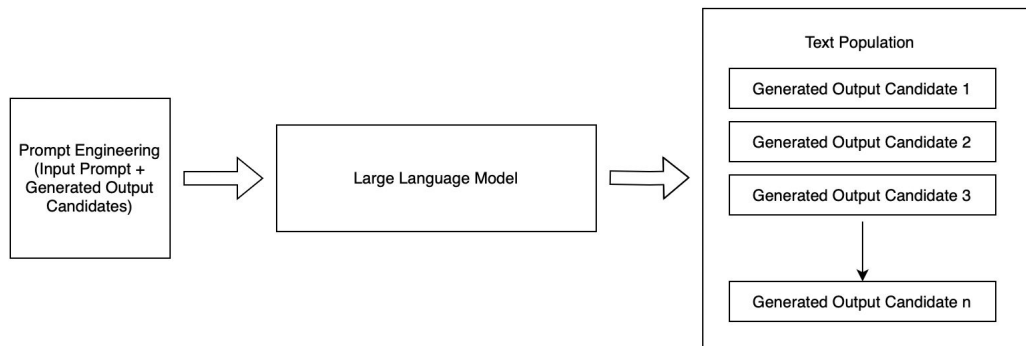 Prompt Engineering
(Input Prompt +
Generated Output
Candidates)
Large Language Model
Text Population
Generated Output Candidate 1
Generated Output Candidate 2
Generated Output Candidate 3
Generated Output Candidate n